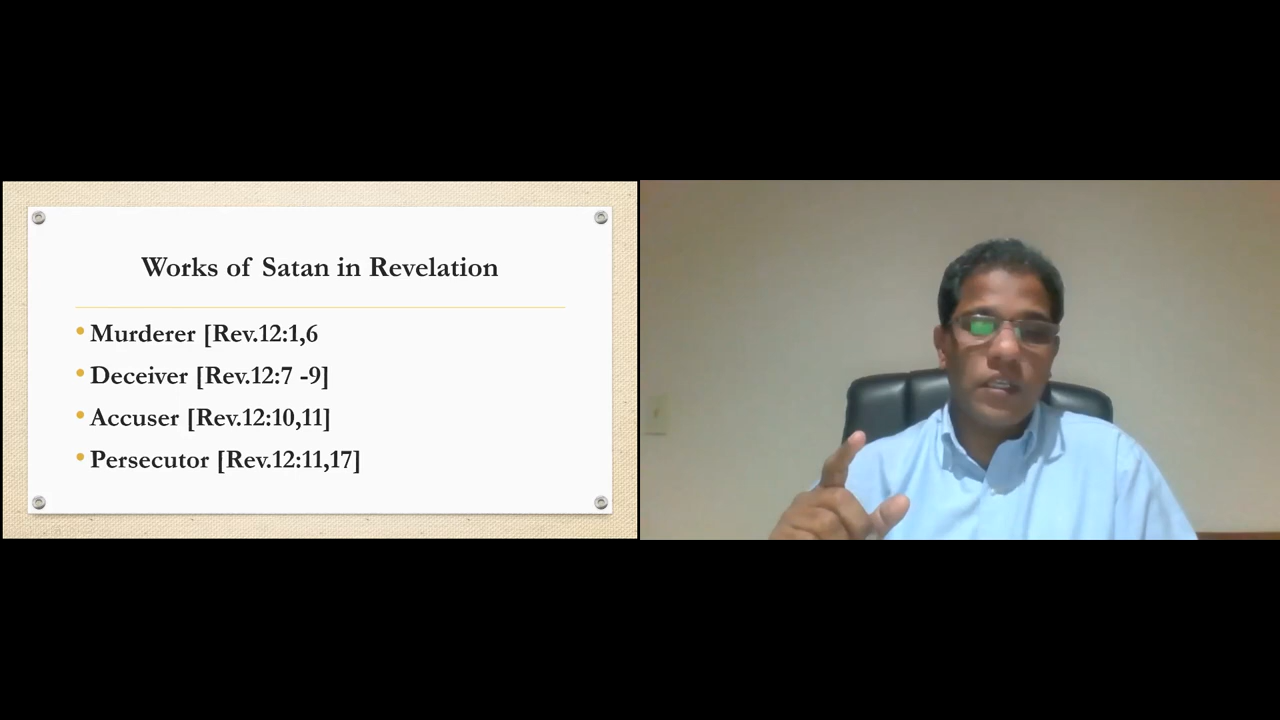 Works of Satan in Revelation
Murderer [Rev.12:1,6
Deceiver [Rev.12:7 -9]
Accuser [Rev.12:10,11]
Persecutor [Rev.12:11,17]